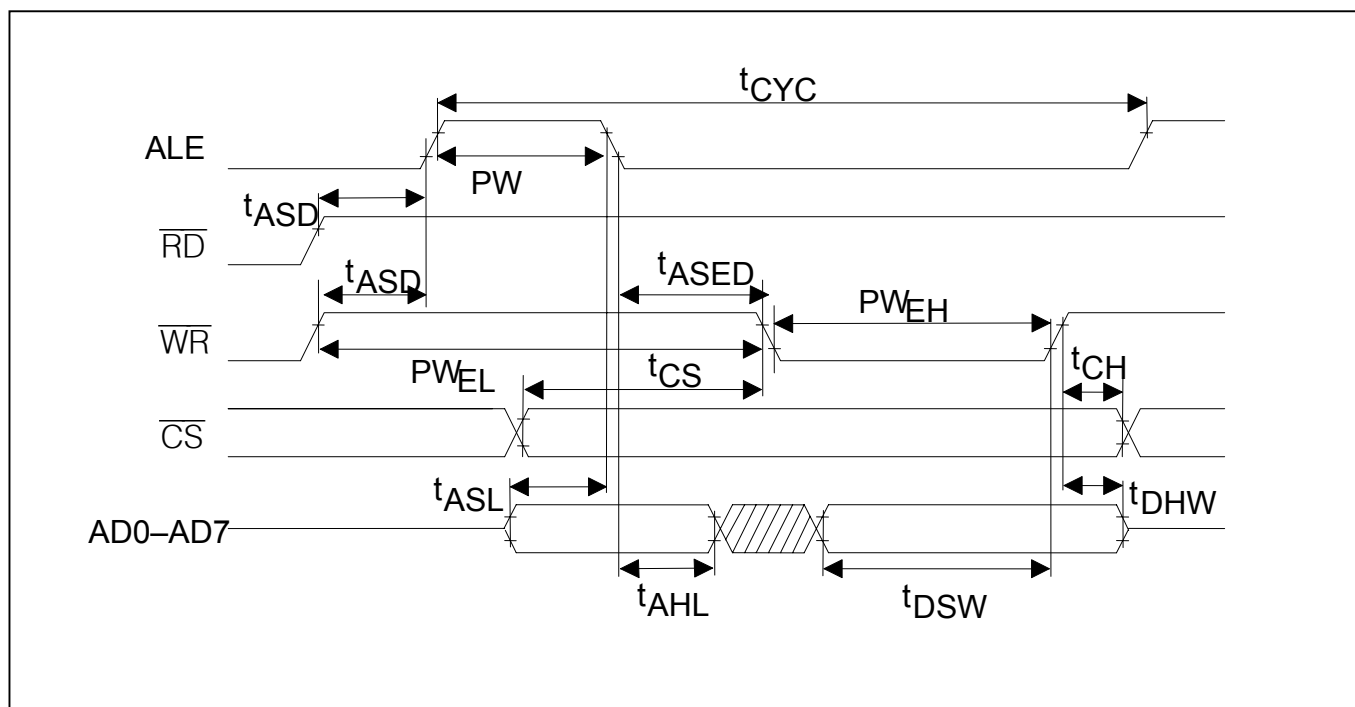 tCYC
ALE
PW
tASD
RD
tASD
tASED
PWEH
WR
PWEL
tCS
tCH
CS
tASL
tDHW
AD0–AD7
tAHL
tDSW